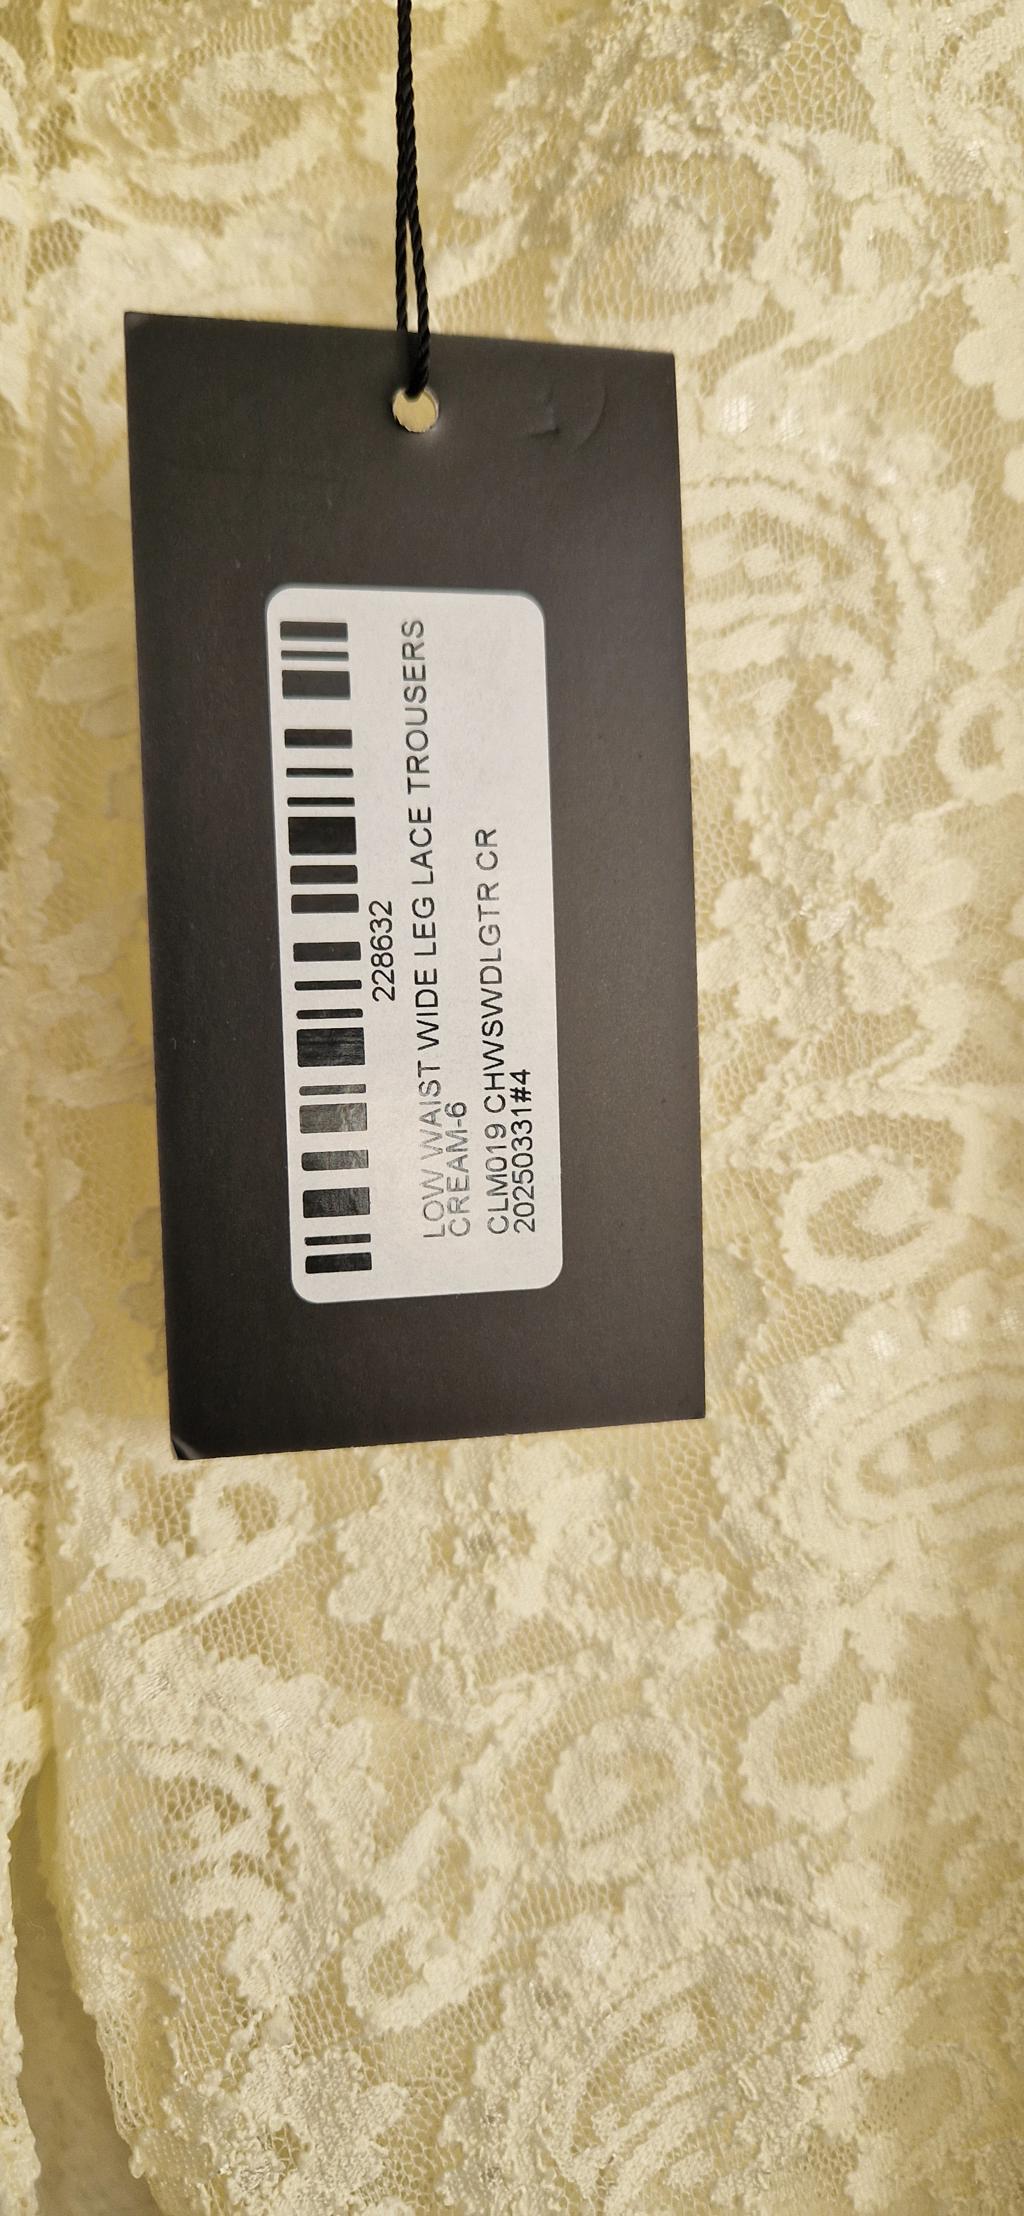 228632
LOW WAIST WIDE LEG LACE TROUSERS
CREAM-6
CLM019 CHWSWDLGTR CR
20250331#4